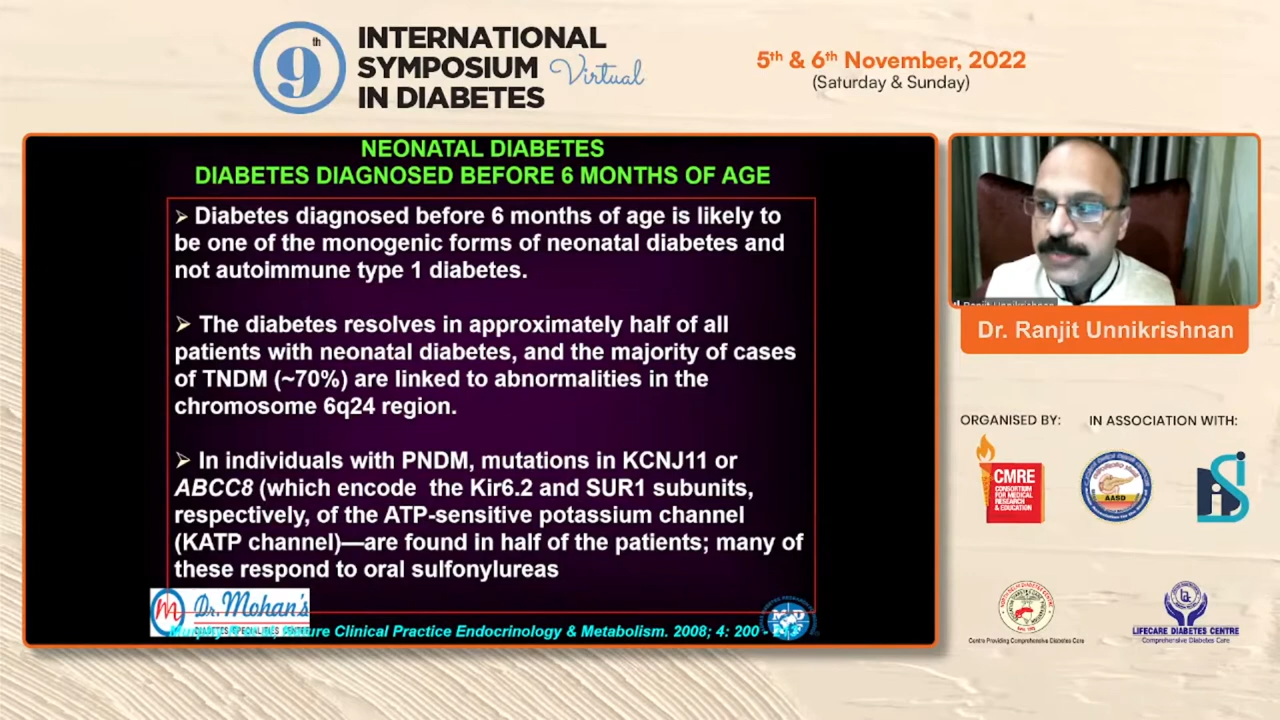 9th
INTERNATIONAL
SYMPOSIUM Virtual
IN DIABETES
5th & 6th November, 2022
(Saturday & Sunday)
NEONATAL DIABETES
DIABETES DIAGNOSED BEFORE 6 MONTHS OF AGE
➢ Diabetes diagnosed before 6 months of age is likely to
be one of the monogenic forms of neonatal diabetes and
not autoimmune type 1 diabetes.
➢ The diabetes resolves in approximately half of all
patients with neonatal diabetes, and the majority of cases
of TNDM (~70%) are linked to abnormalities in the
chromosome 6q24 region.
➢ In individuals with PNDM, mutations in KCNJ11 or
ABCC8 (which encode the Kir6.2 and SUR1 subunits,
respectively, of the ATP-sensitive potassium channel
(KATP channel)—are found in half of the patients; many of
these respond to oral sulfonylureas
Dr. Mohan's
DIABETES SPECIALITIES CENTRE
Clinical Practice Endocrinology & Metabolism. 2008; 4: 200 -
Ranjit Unnikrishnan
Dr. Ranjit Unnikrishnan
ORGANISED BY:
IN ASSOCIATION WITH:
CMRE
CONSORTIUM
FOR MEDICAL
RESEARCH
& EDUCATION
AASD
Centre Providing Comprehensive Diabetes Care
LIFECARE DIABETES CENTRE
Comprehensive Diabetes Care